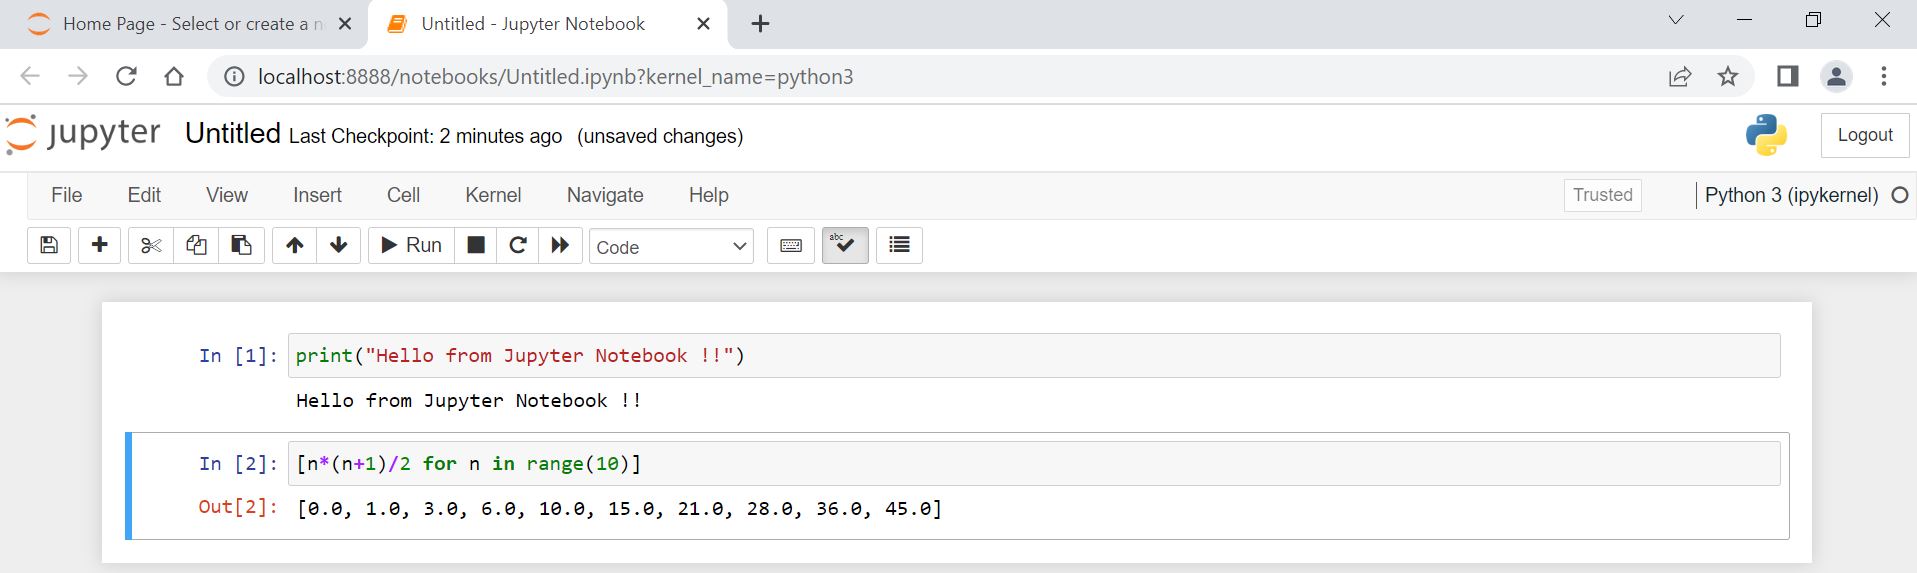 Home Page - Select or create a n
Untitled - Jupyter Notebook
localhost:8888/notebooks/Untitled.ipynb?kernel_name=python3
jupyter Untitled Last Checkpoint: 2 minutes ago (unsaved changes)
Logout
File Edit View Insert Cell Kernel Navigate Help
Trusted
Python 3 (ipykernel)
Run
Code
abc
In [1]: print("Hello from Jupyter Notebook !!")
Hello from Jupyter Notebook !!
In [2]: [n*(n+1)/2 for n in range(10)]
Out[2]: [0.0, 1.0, 3.0, 6.0, 10.0, 15.0, 21.0, 28.0, 36.0, 45.0]